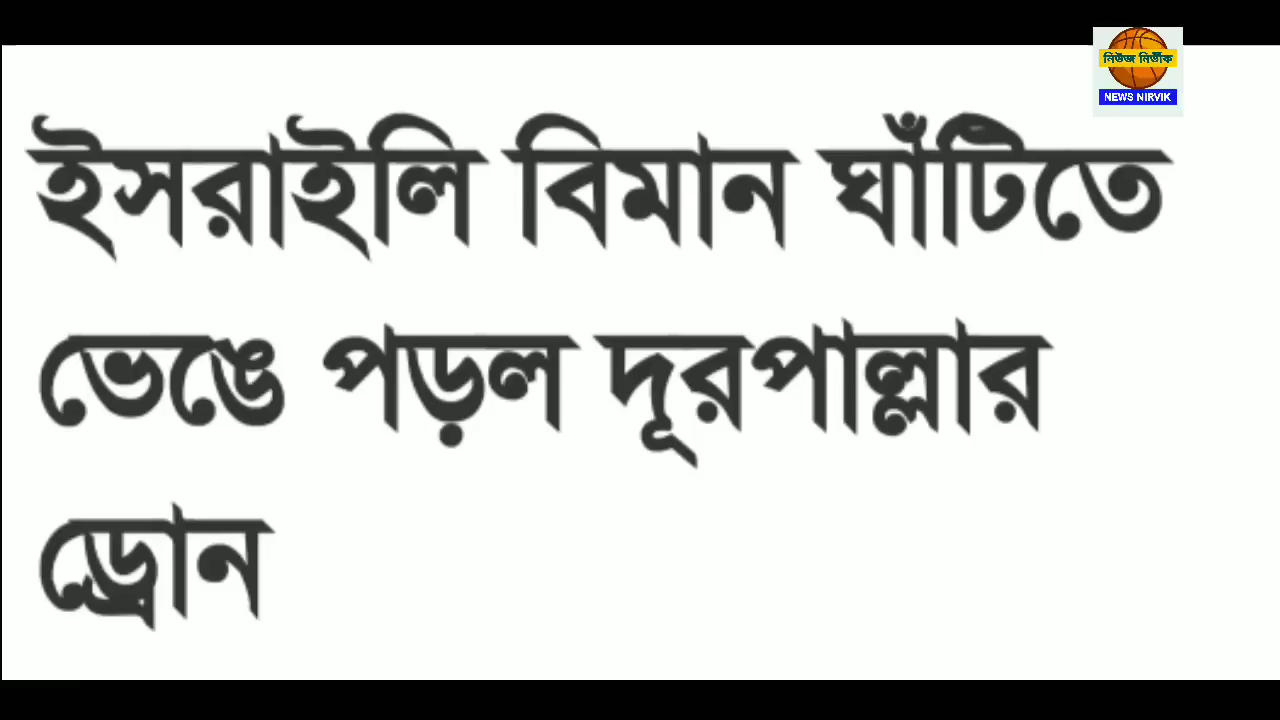 নিউজ নির্ভীক
NEWS NIRVIK
ইসরাইলি বিমান ঘাঁটিতে
ভেঙে পড়ল দূরপাল্লার
ড্রোন